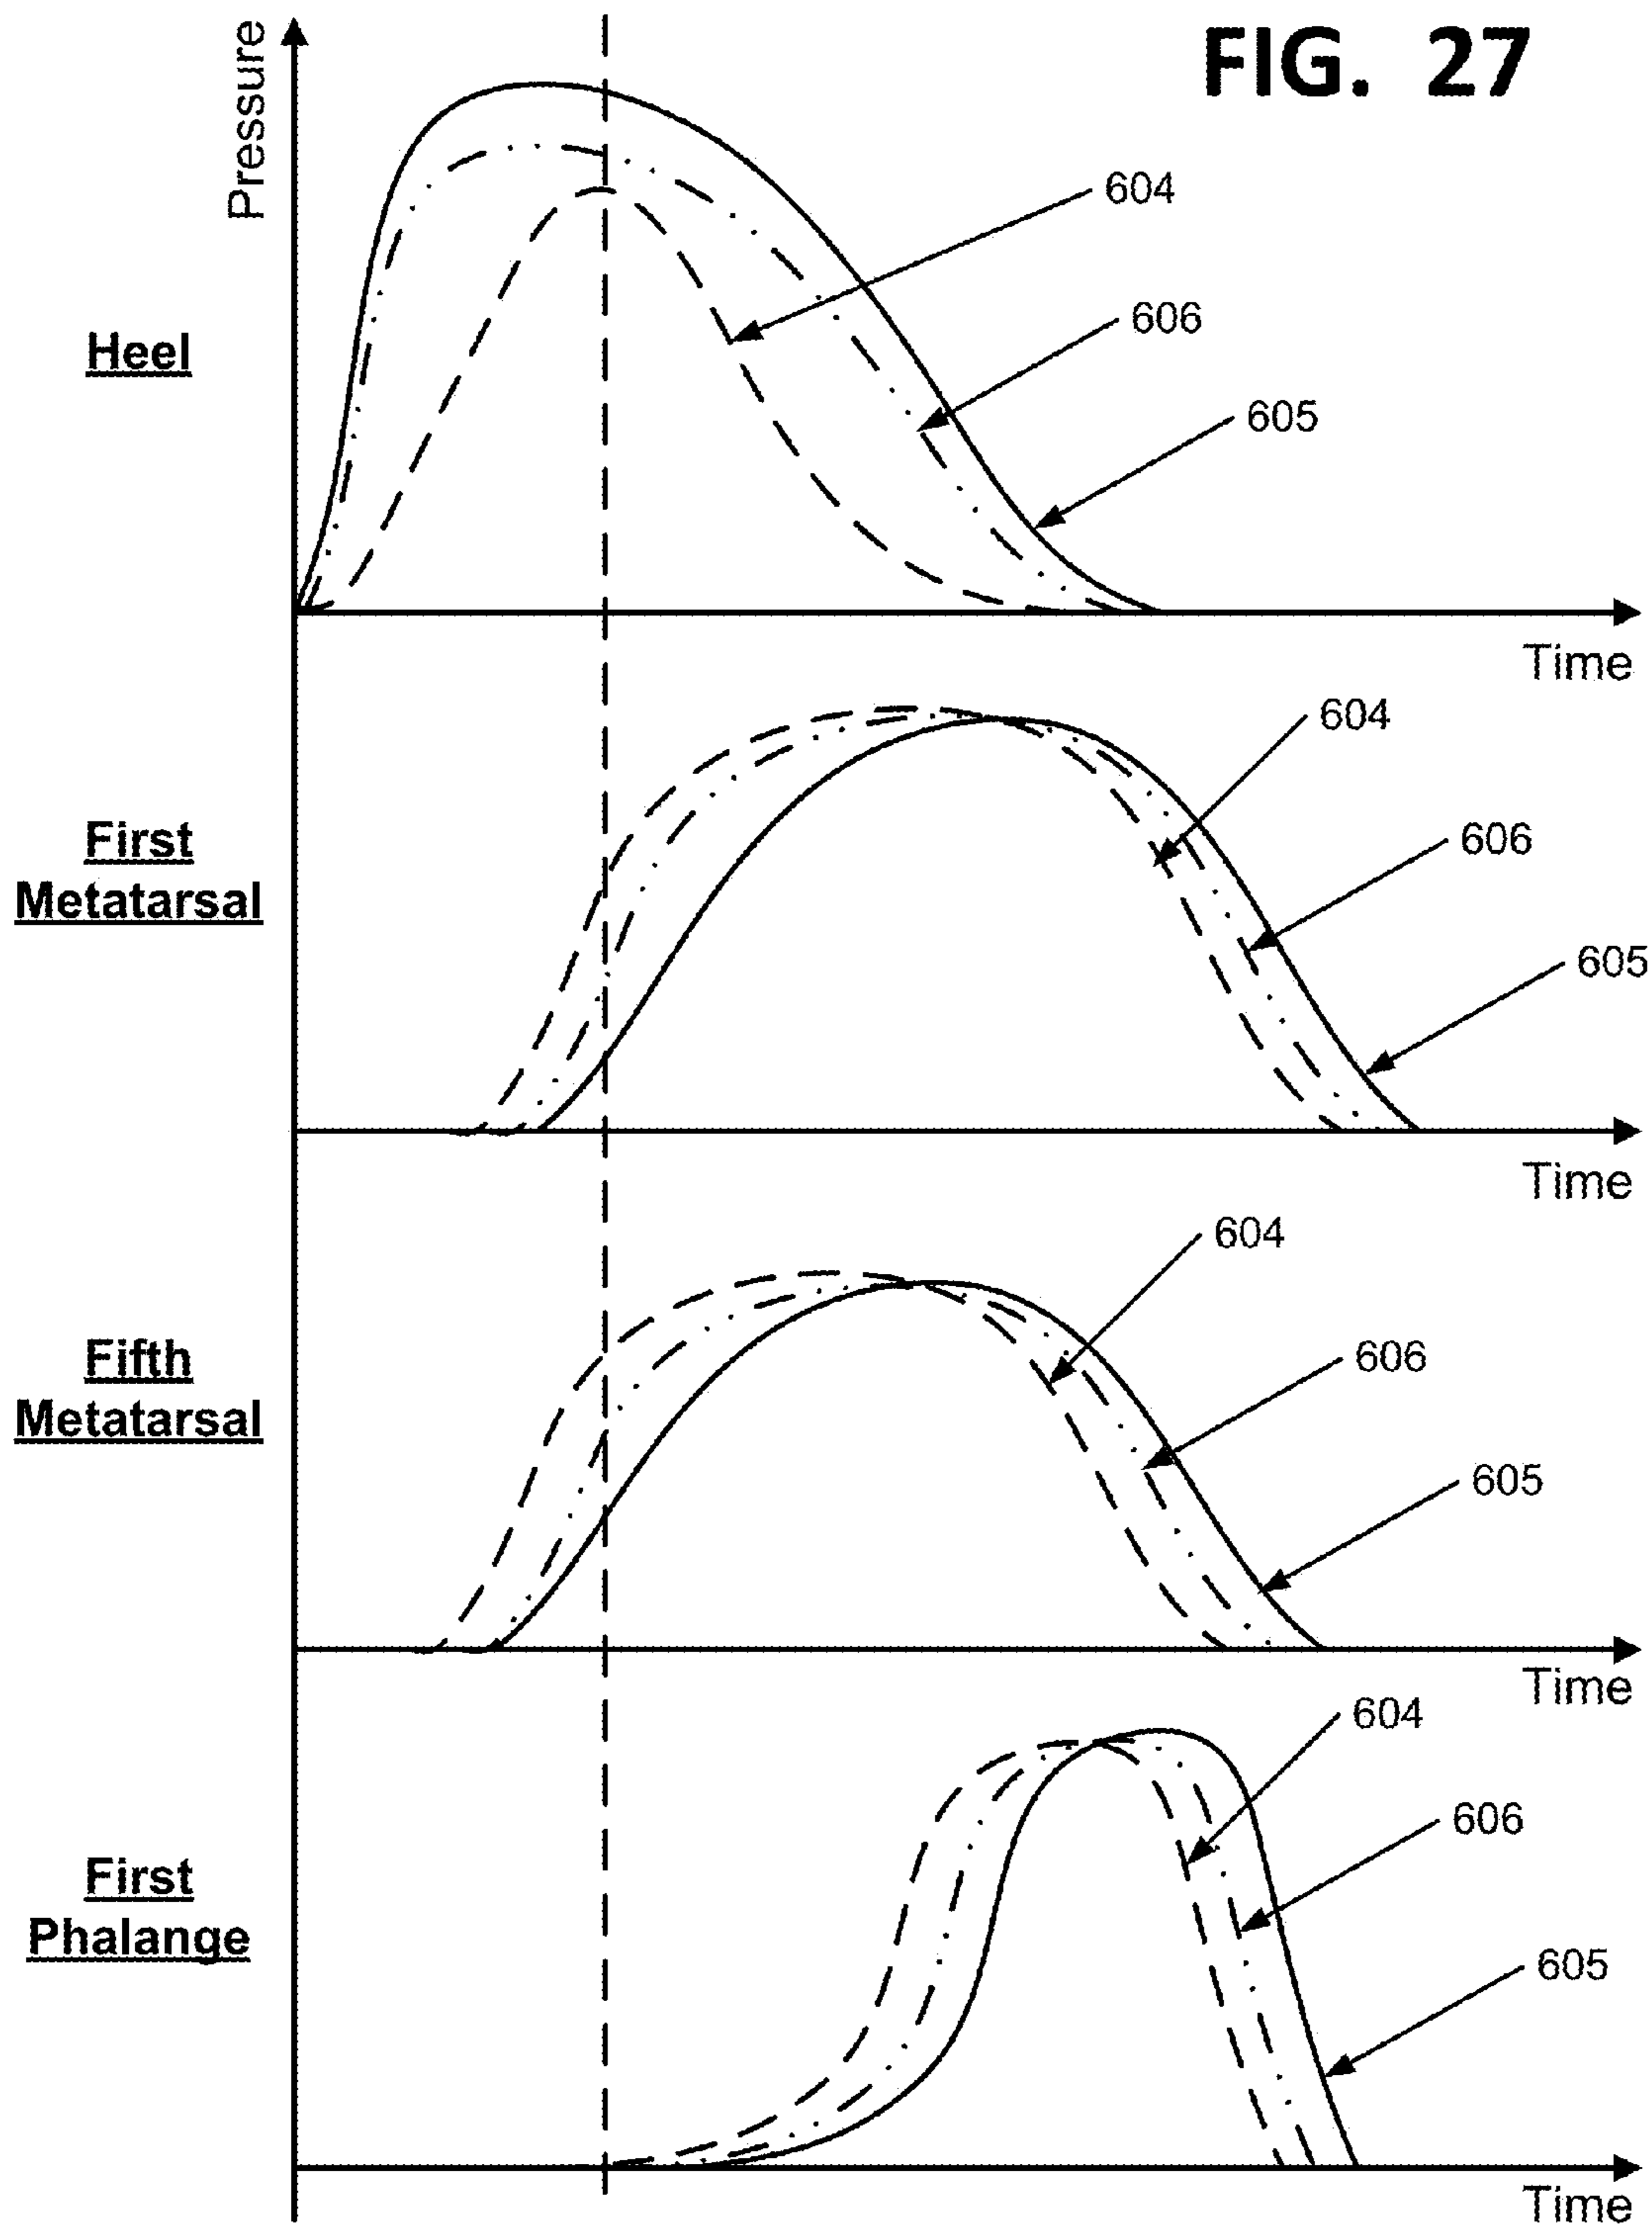 FIG. 27
Pressure
604
606
Heel
605
Time
604
First
Metatarsal
606
605
Time
604
Fifth
Metatarsal
606
605
Time
604
606
First
Phalange
605
Time